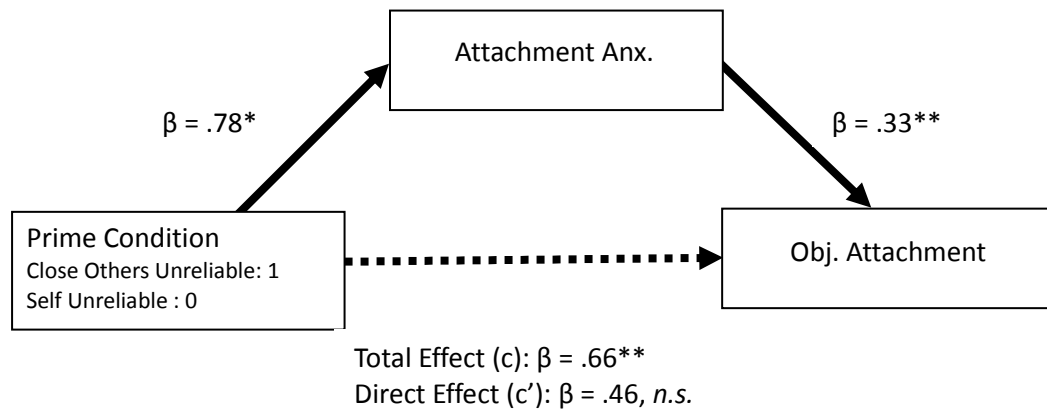 Attachment Anx.
β = .78*
β = .33**
Prime Condition
Close Others Unreliable: 1
Self Unreliable : 0
Obj. Attachment
Total Effect (c): β = .66**
Direct Effect (c’): β = .46, n.s.